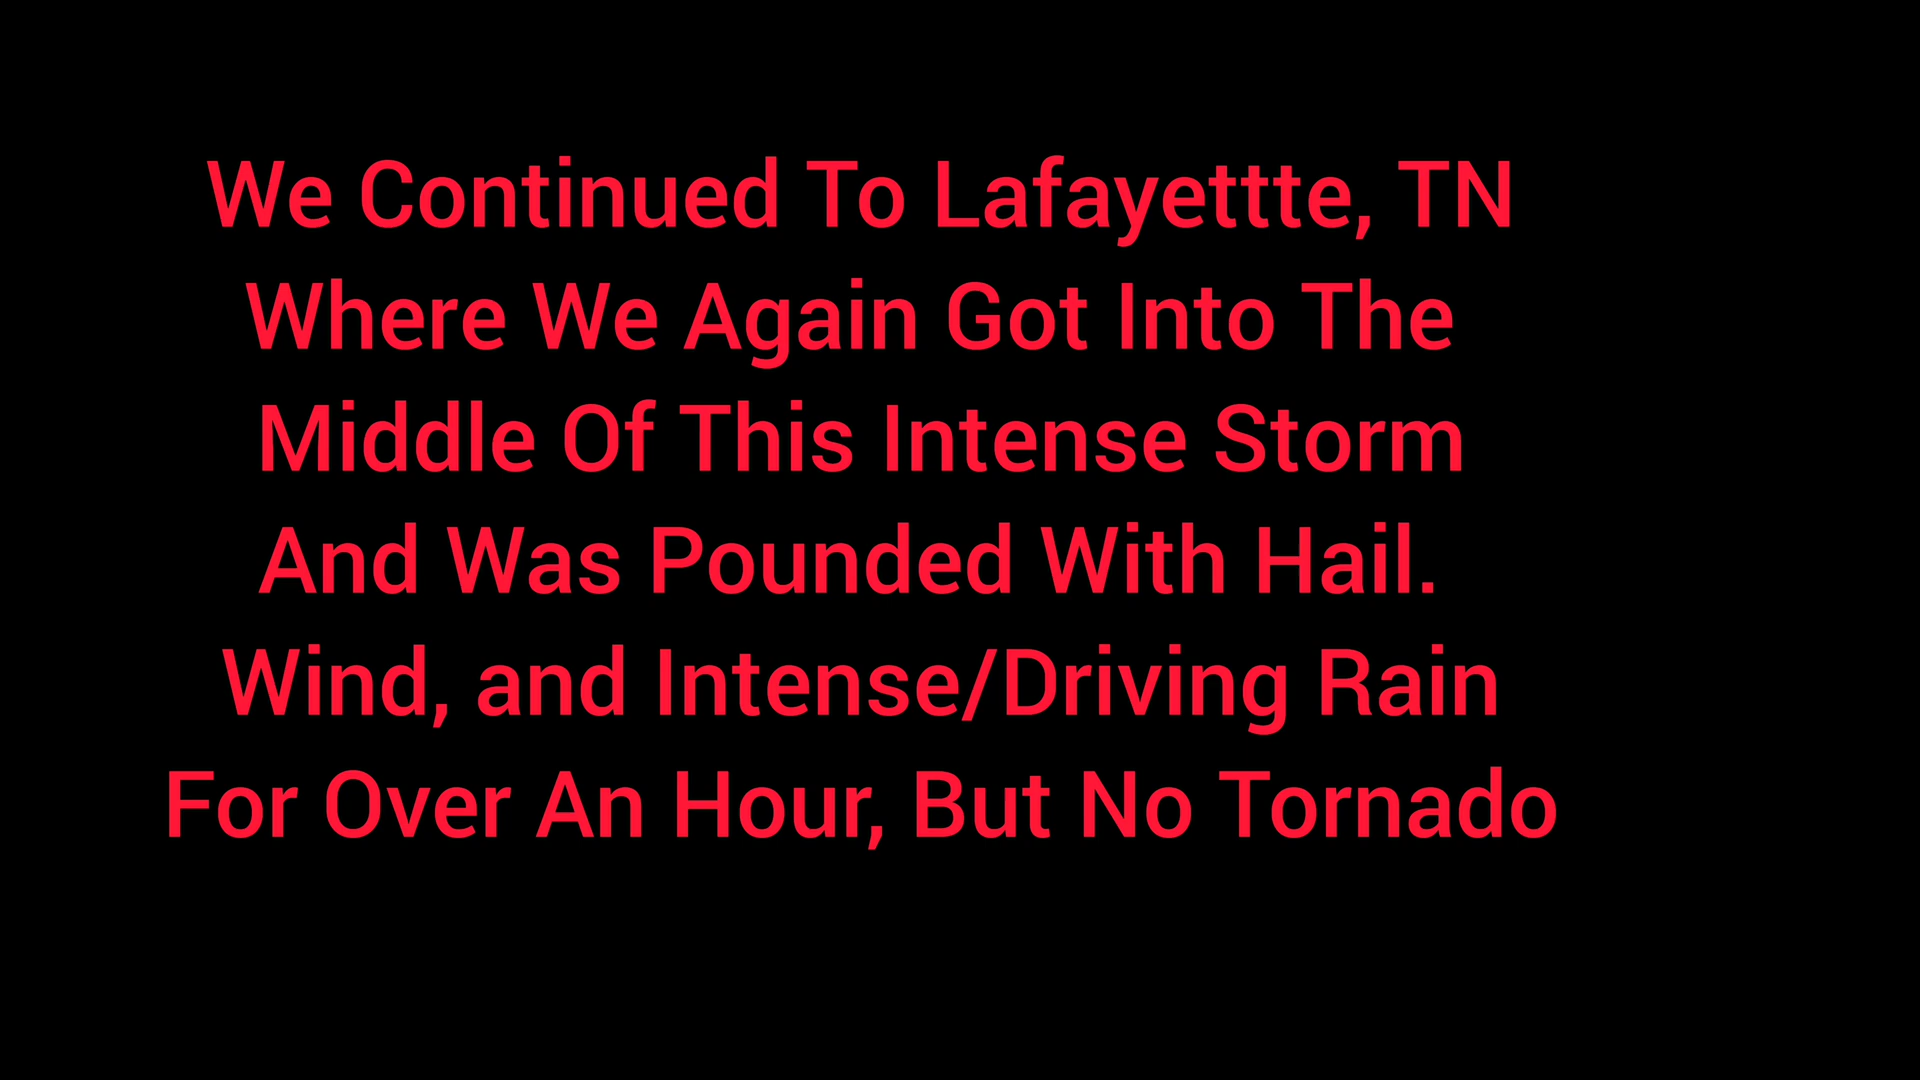 We Continued To Lafayettte, TN
Where We Again Got Into The
Middle Of This Intense Storm
And Was Pounded With Hail.
Wind, and Intense/Driving Rain
For Over An Hour, But No Tornado